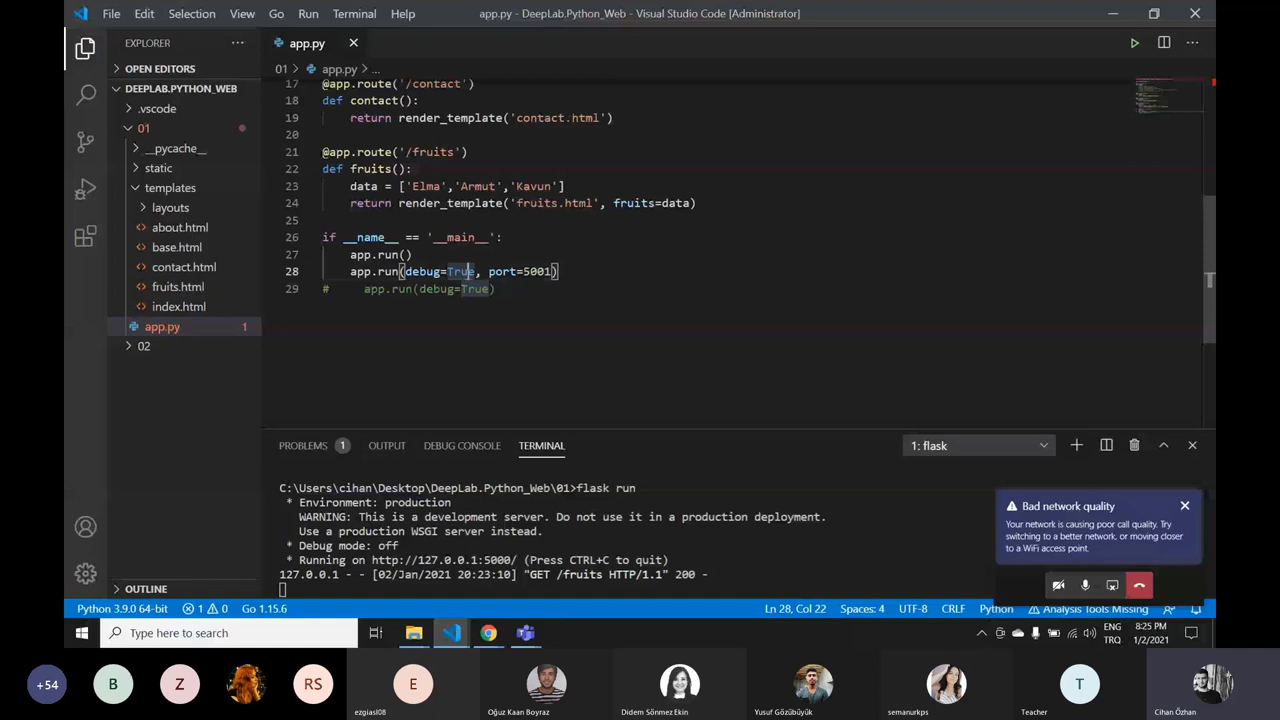 File Edit Selection View Go Run Terminal Help
app.py - DeepLab.Python_Web - Visual Studio Code [Administrator]
EXPLORER
OPEN EDITORS
DEEPLAB.PYTHON_WEB
.vscode
01
__pycache__
static
templates
layouts
about.html
base.html
contact.html
fruits.html
index.html
app.py 1
02
OUTLINE
app.py
01 > app.py > ...
17 @app.route('/contact')
18 def contact():
19 return render_template('contact.html')
20
21 @app.route('/fruits')
22 def fruits():
23 data = ['Elma','Armut','Kavun']
24 return render_template('fruits.html', fruits=data)
25
26 if __name__ == '__main__':
27 app.run()
28 app.run(debug=True, port=5001)
29 # app.run(debug=True)
PROBLEMS 1 OUTPUT DEBUG CONSOLE TERMINAL
1: flask
C:\Users\cihan\Desktop\DeepLab.Python_Web\01>flask run
* Environment: production
WARNING: This is a development server. Do not use it in a production deployment.
Use a production WSGI server instead.
* Debug mode: off
* Running on http://127.0.0.1:5000/ (Press CTRL+C to quit)
127.0.0.1 - - [02/Jan/2021 20:23:10] "GET /fruits HTTP/1.1" 200 -
Bad network quality
Your network is causing poor call quality. Try
switching to a better network, or moving closer
to a WiFi access point.
Python 3.9.0 64-bit 1 0 Go 1.15.6
Ln 28, Col 22 Spaces: 4 UTF-8 CRLF Python Analysis Tools Missing
Type here to search
ENG
TRQ
8:25 PM
1/2/2021
+54
B
Z
RS
E
ezgiasl08
Oğuz Kaan Boyraz
Didem Sönmez Ekin
Yusuf Gözübüyük
semanurkps
T
Teacher
Cihan Özhan